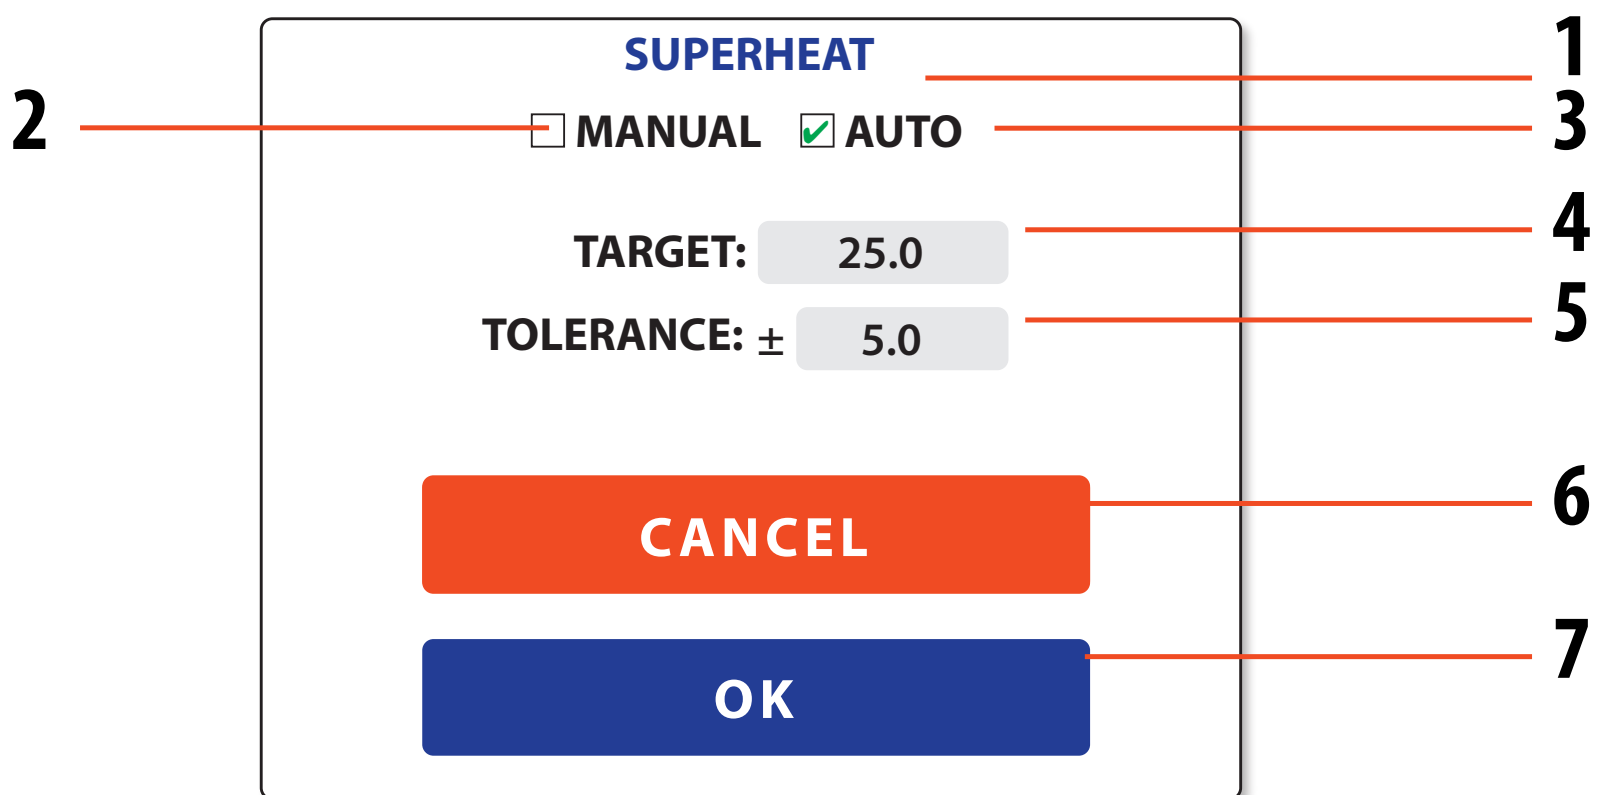 SUPERHEAT
1
2
MANUAL ✔ AUTO
3
TARGET: 25.0
4
TOLERANCE: ± 5.0
5
CANCEL
6
OK
7